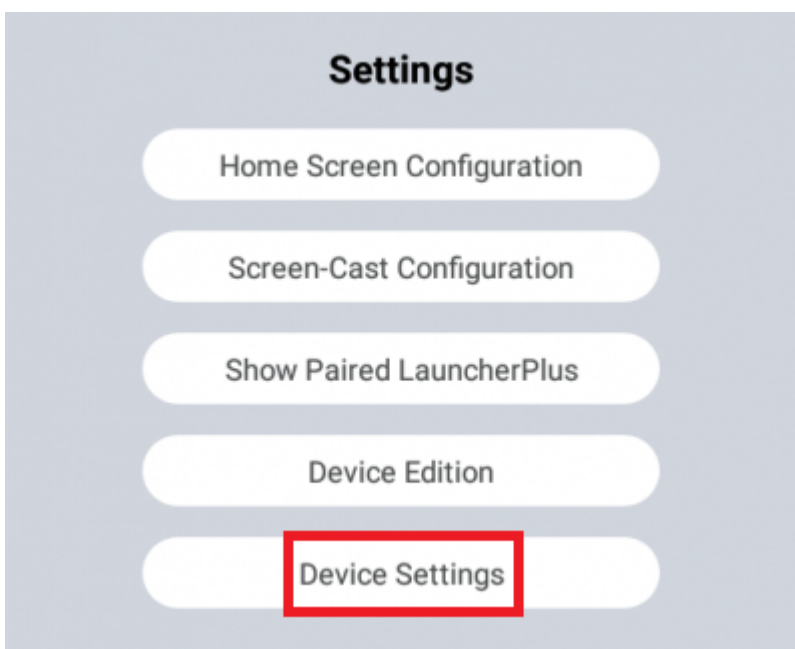 Settings
Home Screen Configuration
Screen-Cast Configuration
Show Paired LauncherPlus
Device Edition
Device Settings